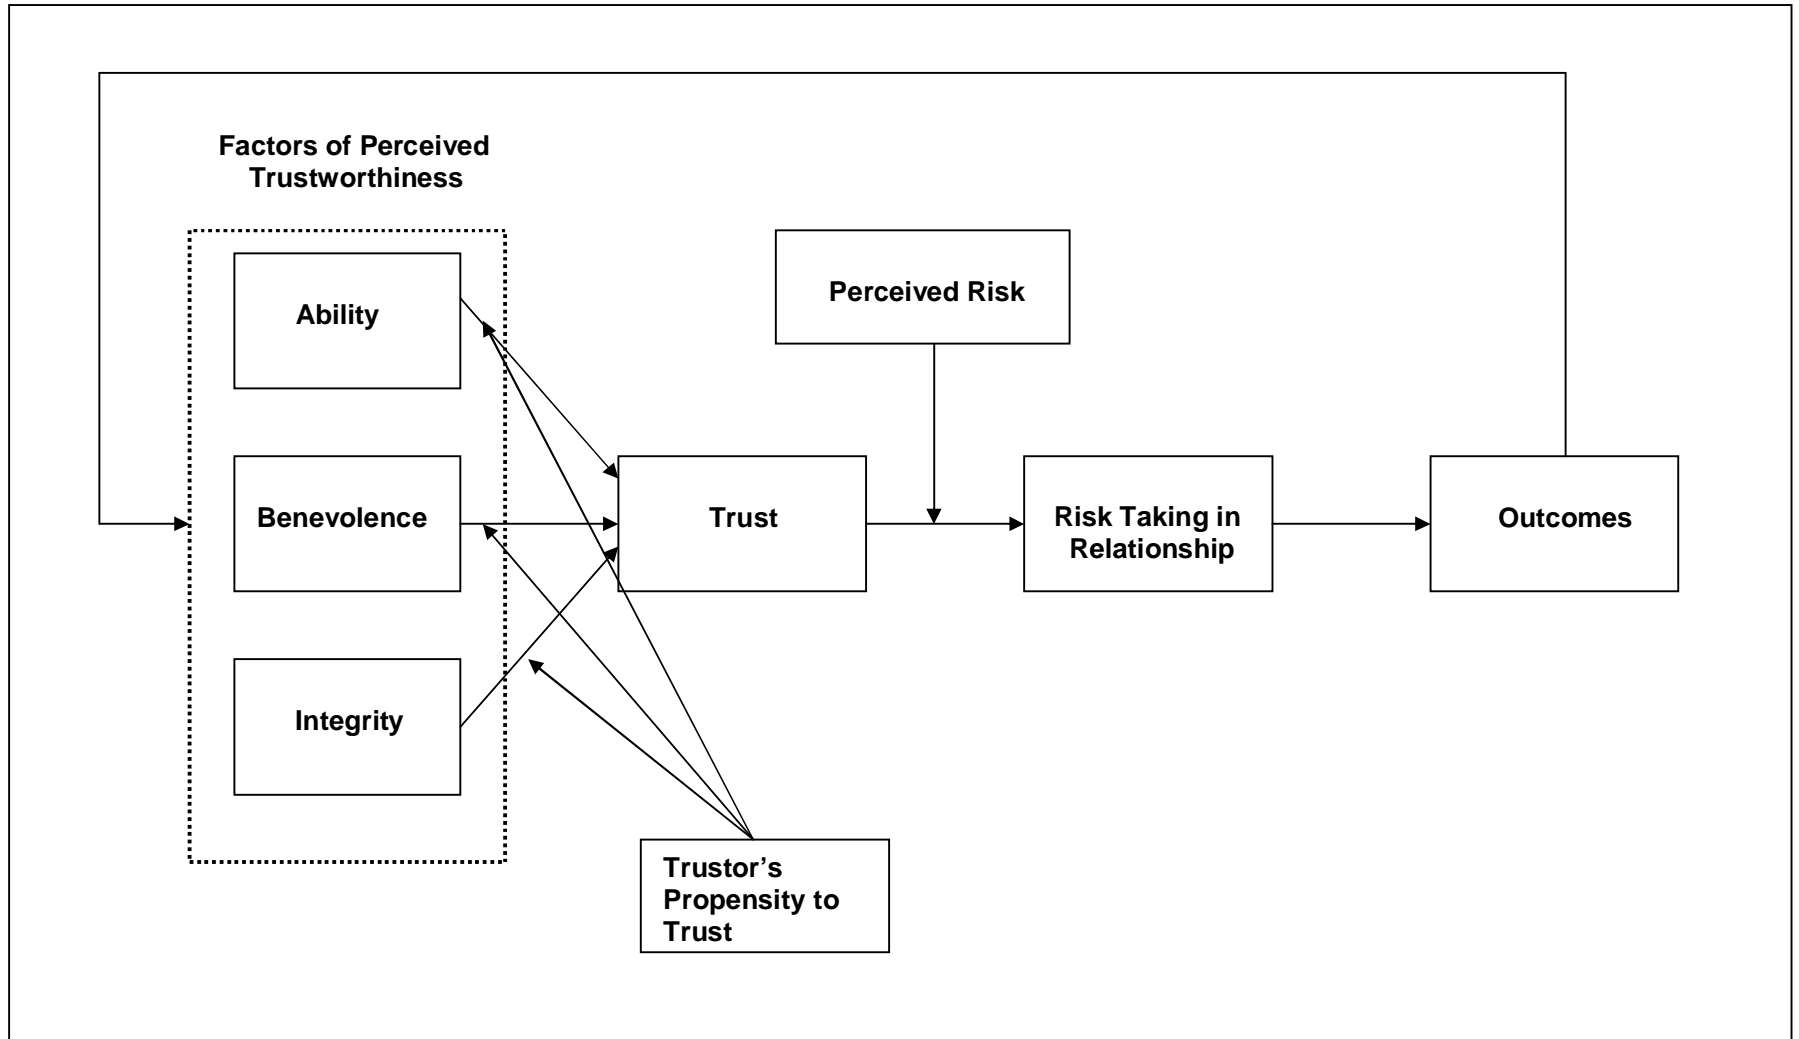 Factors of Perceived
Trustworthiness
Ability
Perceived Risk
Benevolence
Trust
Risk Taking in
Relationship
Outcomes
Integrity
Trustor’s
Propensity to
Trust